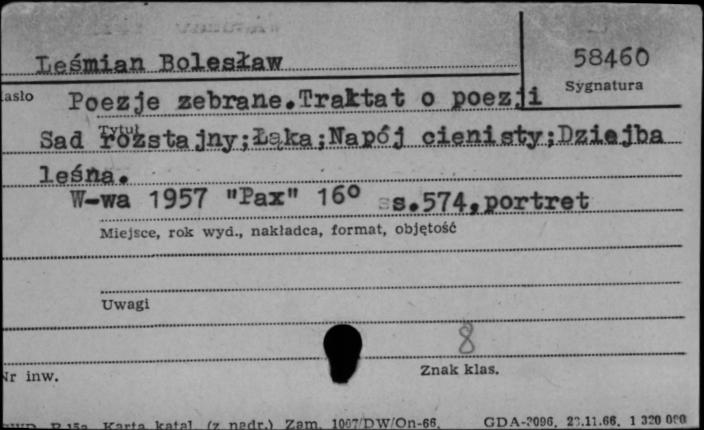 Leśmian Bolesław
58460
Sygnatura
Poezje zebrane.Traktat o poezji
Tytuł
Sad rozstajny;Łąka;Napój cienisty;Dziejba
leśna.
W-wa 1957 "Pax" 16° s.574,portret
Miejsce, rok wyd., nakładca, format, objętość
Uwagi
8
Nr inw.
Znak klas.
Karta katal. (z nadr.) Zam. 1007/DW/On-66. GDA-2096, 23.11.66. 1 320 000